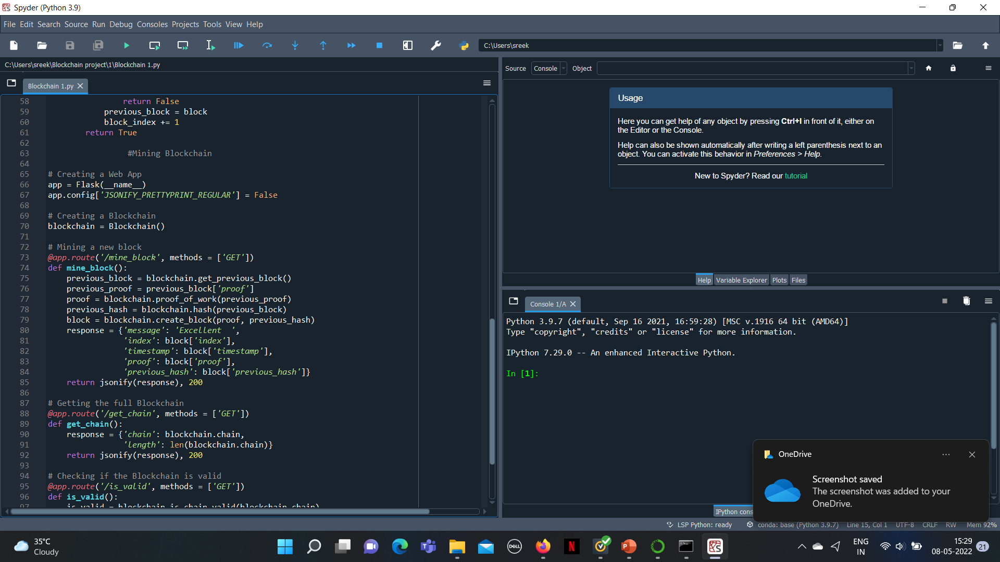 Spyder (Python 3.9)
File Edit Search Source Run Debug Consoles Projects Tools View Help
C:\Users\sreek
C:\Users\sreek\Blockchain project\1\Blockchain 1.py
Blockchain 1.py
58 return False
59 previous_block = block
60 block_index += 1
61 return True
62
63 #Mining Blockchain
64
65 # Creating a Web App
66 app = Flask(__name__)
67 app.config['JSONIFY_PRETTYPRINT_REGULAR'] = False
68
69 # Creating a Blockchain
70 blockchain = Blockchain()
71
72 # Mining a new block
73 @app.route('/mine_block', methods = ['GET'])
74 def mine_block():
75 previous_block = blockchain.get_previous_block()
76 previous_proof = previous_block['proof']
77 proof = blockchain.proof_of_work(previous_proof)
78 previous_hash = blockchain.hash(previous_block)
79 block = blockchain.create_block(proof, previous_hash)
80 response = {'message': 'Excellent  ',
81 'index': block['index'],
82 'timestamp': block['timestamp'],
83 'proof': block['proof'],
84 'previous_hash': block['previous_hash']}
85 return jsonify(response), 200
86
87 # Getting the full Blockchain
88 @app.route('/get_chain', methods = ['GET'])
89 def get_chain():
90 response = {'chain': blockchain.chain,
91 'length': len(blockchain.chain)}
92 return jsonify(response), 200
93
94 # Checking if the Blockchain is valid
95 @app.route('/is_valid', methods = ['GET'])
96 def is_valid():
97 is_valid = blockchain.is_chain_valid(blockchain.chain)
Source Console Object
Usage
Here you can get help of any object by pressing Ctrl+I in front of it, either on
the Editor or the Console.
Help can also be shown automatically after writing a left parenthesis next to an
object. You can activate this behavior in Preferences > Help.
New to Spyder? Read our tutorial
Help Variable Explorer Plots Files
Console 1/A
Python 3.9.7 (default, Sep 16 2021, 16:59:28) [MSC v.1916 64 bit (AMD64)]
Type "copyright", "credits" or "license" for more information.
IPython 7.29.0 -- An enhanced Interactive Python.
In [1]:
IPython cons
OneDrive
Screenshot saved
The screenshot was added to your
OneDrive.
LSP Python: ready conda: base (Python 3.9.7) Line 15, Col 1 UTF-8 CRLF RW Mem 92%
35°C
Cloudy
DELL
N
P
ENG
IN
15:29
08-05-2022
21